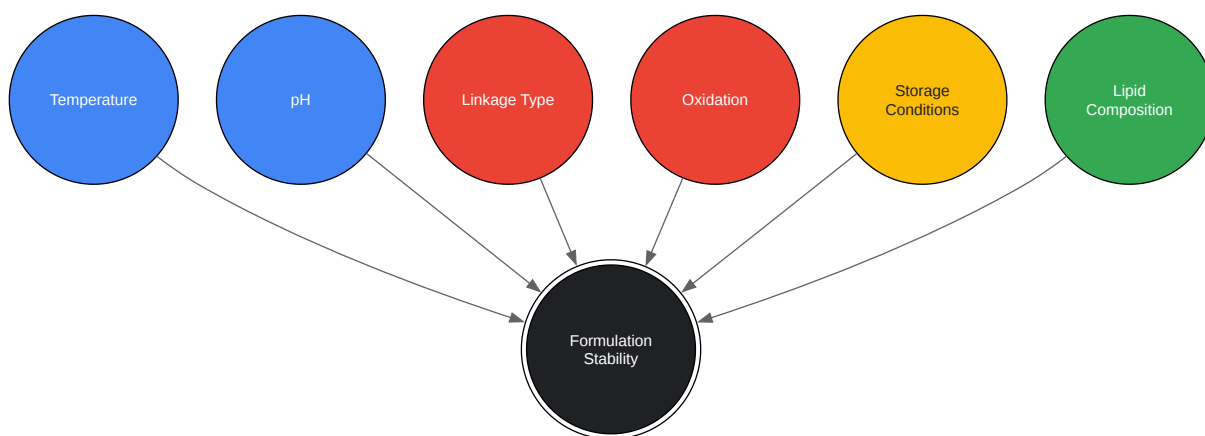 Temperature
pH
Linkage Type
Oxidation
Storage
Conditions
Lipid
Composition
Formulation
Stability